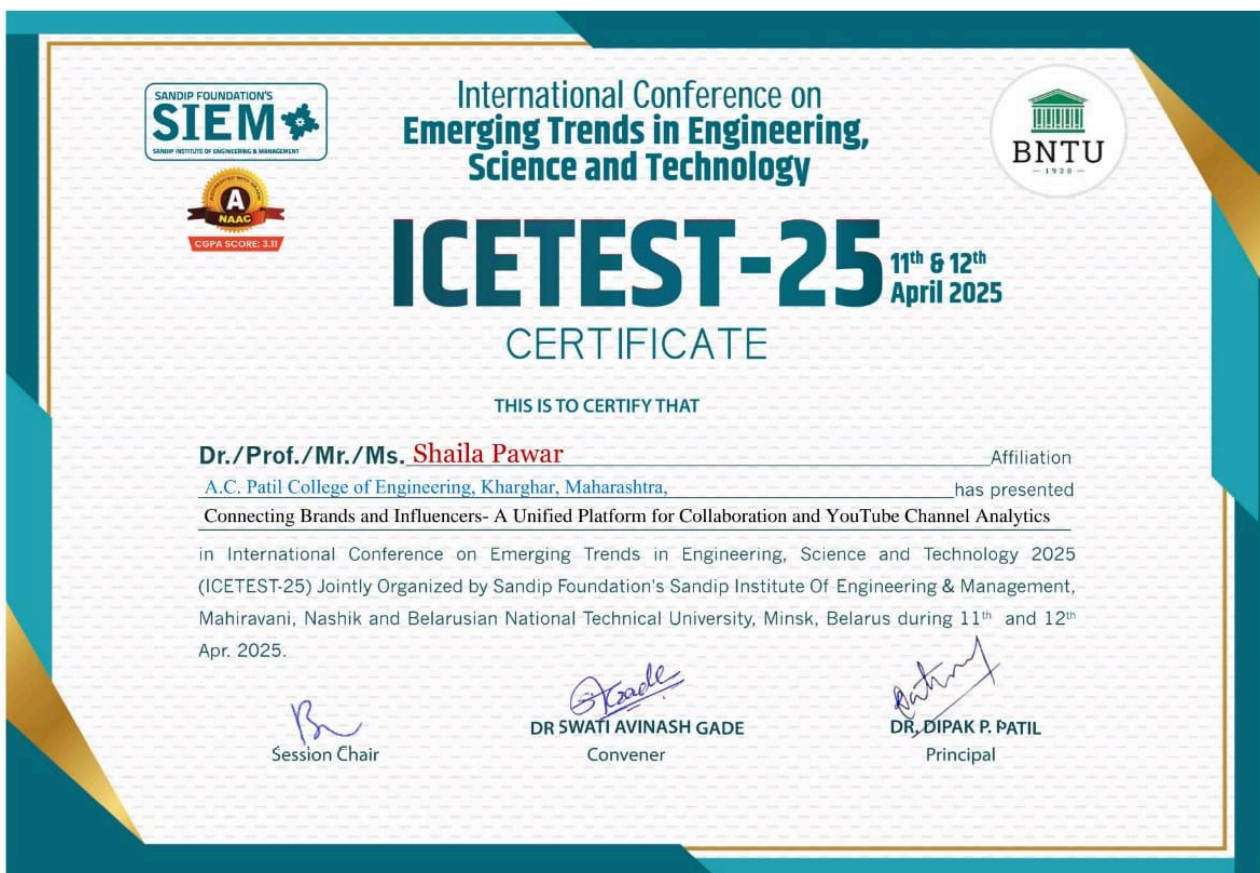 SANDIP FOUNDATION'S
SIEM
SANDIP INSTITUTE OF ENGINEERING & MANAGEMENT
ACCREDITED WITH GRADE
A
NAAC
CGPA SCORE: 3.11
International Conference on
Emerging Trends in Engineering,
Science and Technology
BNTU
– 1920 –
ICETEST-25
11th & 12th
April 2025
CERTIFICATE
THIS IS TO CERTIFY THAT
Dr./Prof./Mr./Ms. Shaila Pawar Affiliation
A.C. Patil College of Engineering, Kharghar, Maharashtra, has presented
Connecting Brands and Influencers- A Unified Platform for Collaboration and YouTube Channel Analytics
in International Conference on Emerging Trends in Engineering, Science and Technology 2025
(ICETEST-25) Jointly Organized by Sandip Foundation's Sandip Institute Of Engineering & Management,
Mahiravani, Nashik and Belarusian National Technical University, Minsk, Belarus during 11th and 12th
Apr. 2025.
Session Chair
DR SWATI AVINASH GADE
Convener
DR. DIPAK P. PATIL
Principal